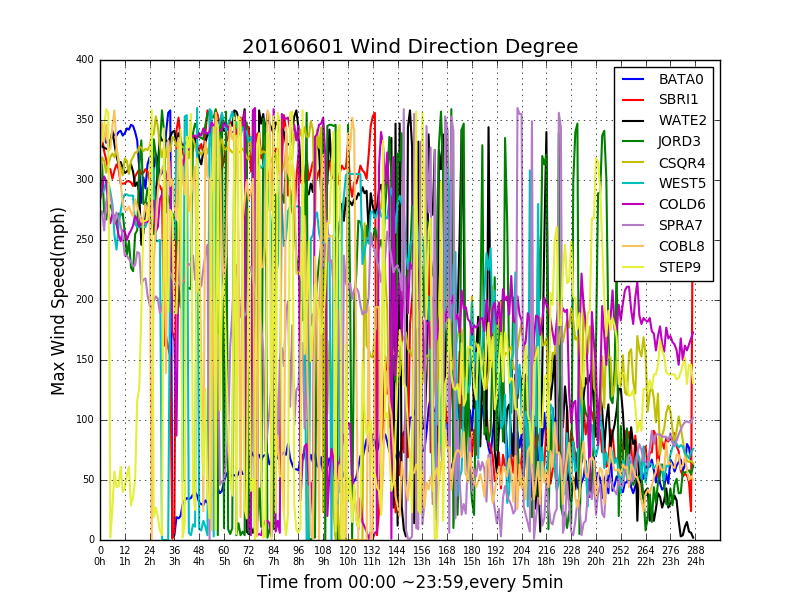 20160601 Wind Direction Degree
400
350
300
250
200
150
100
50
0
Max Wind Speed(mph)
BATA0
SBRI1
WATE2
JORD3
CSQR4
WEST5
COLD6
SPRA7
COBL8
STEP9
0 12 24 36 48 60 72 84 96 108 120 132 144 156 168 180 192 204 216 228 240 252 264 276 288
0h 1h 2h 3h 4h 5h 6h 7h 8h 9h 10h 11h 12h 13h 14h 15h 16h 17h 18h 19h 20h 21h 22h 23h 24h
Time from 00:00 ~23:59,every 5min